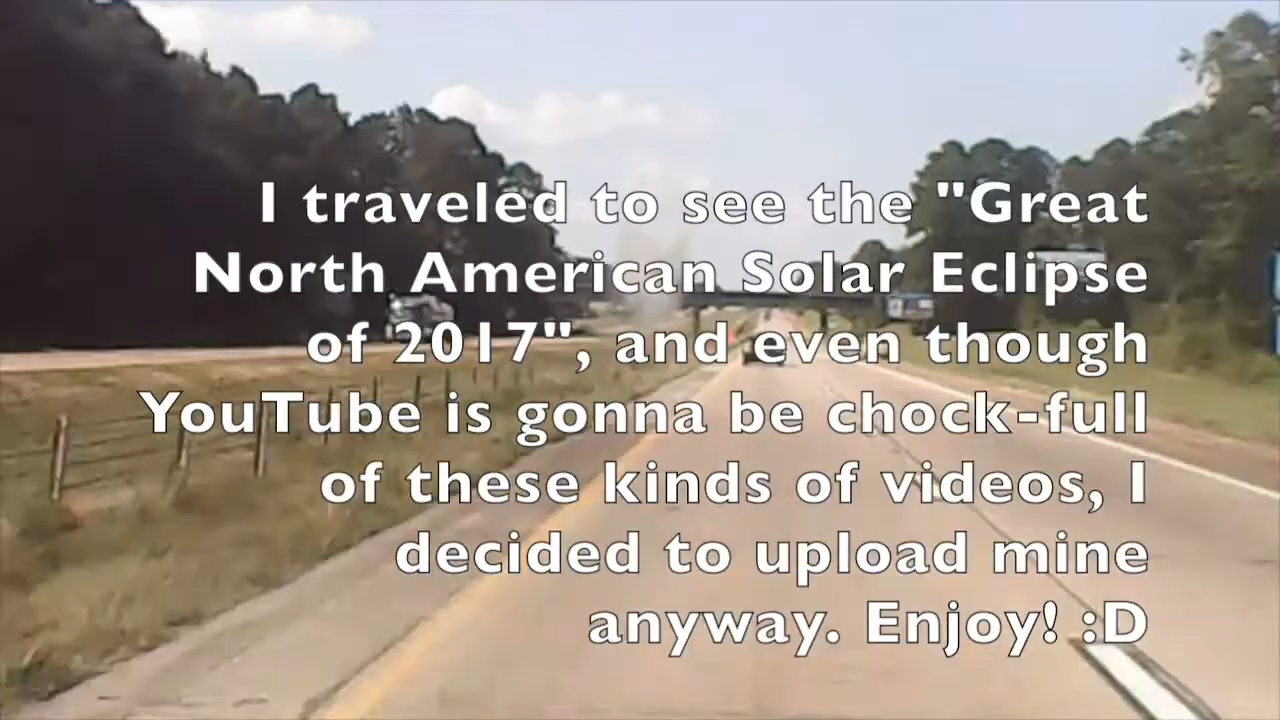 I traveled to see the "Great
North American Solar Eclipse
of 2017", and even though
YouTube is gonna be chock-full
of these kinds of videos, I
decided to upload mine
anyway. Enjoy! :D